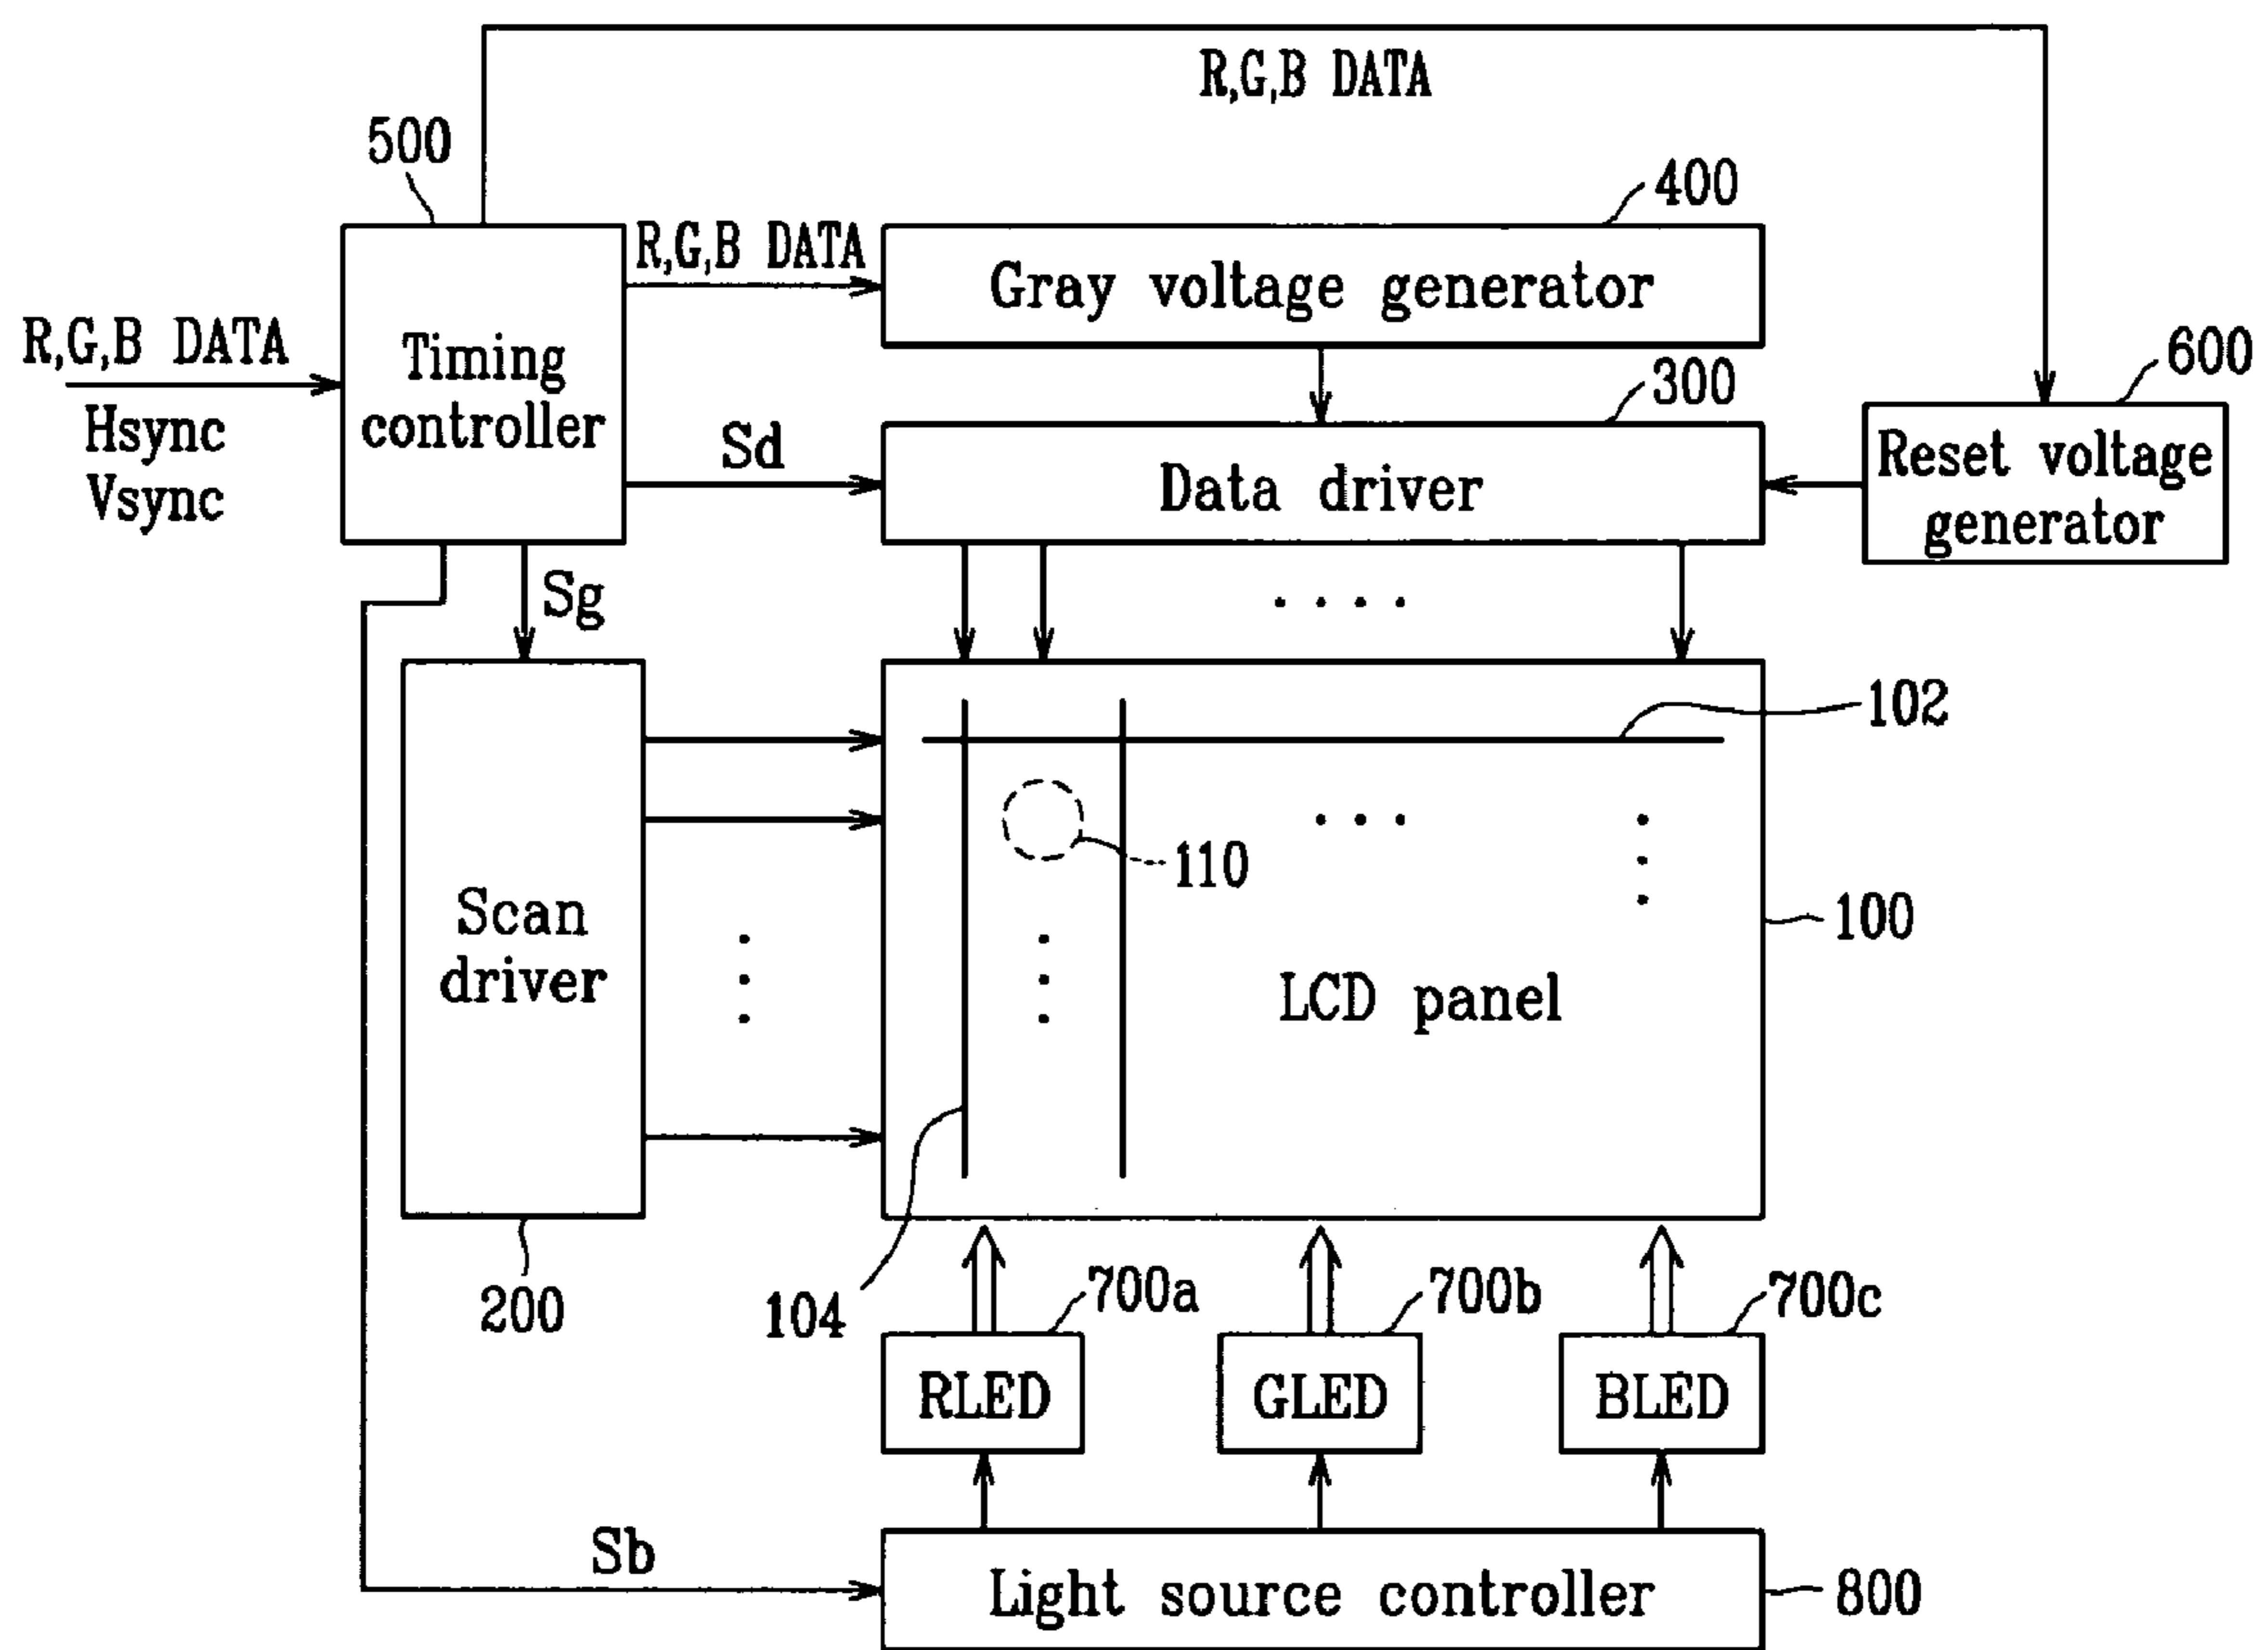 R,G,B DATA
500
400
R,G,B DATA
Gray voltage generator
R,G,B DATA
Hsync
Vsync
Timing
controller
300
600
Sd
Data driver
Reset voltage
generator
Sg
102
110
100
Scan
driver
LCD panel
200
104
700a
700b
700c
RLED
GLED
BLED
Sb
Light source controller
800